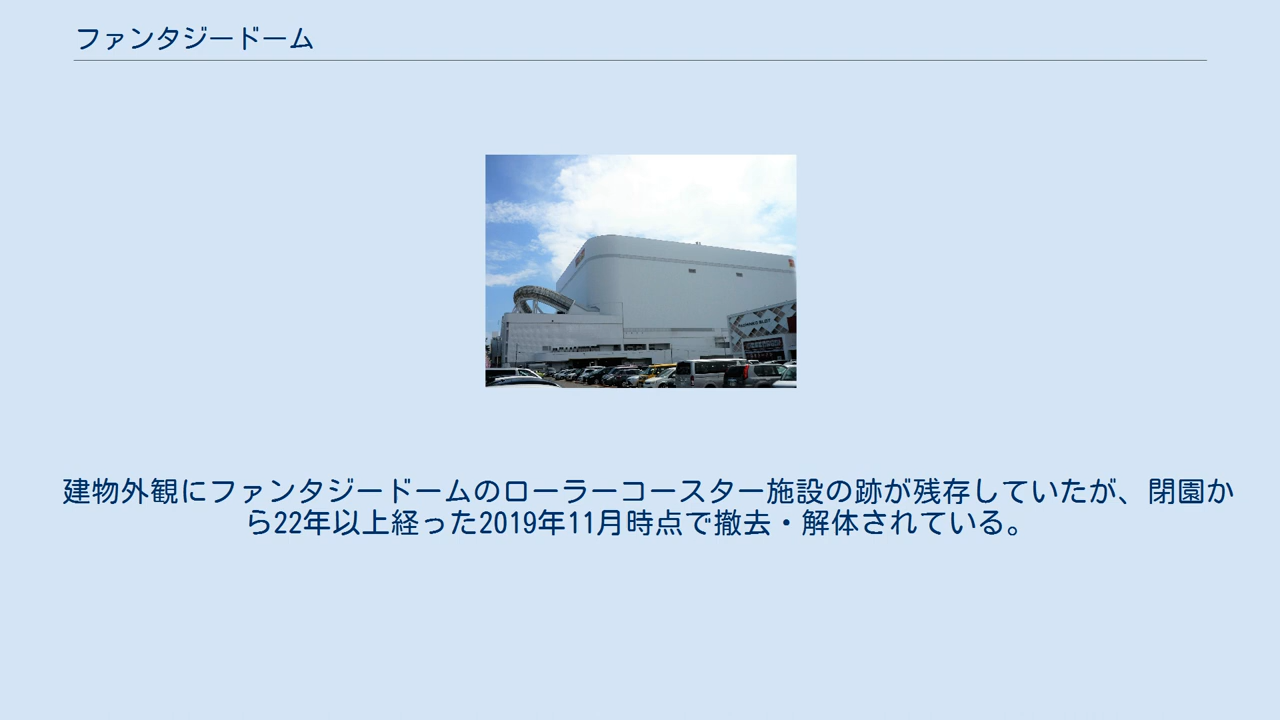 ファンタジードーム
建物外観にファンタジードームのローラーコースター施設の跡が残存していたが、閉園か
ら22年以上経った2019年11月時点で撤去・解体されている。